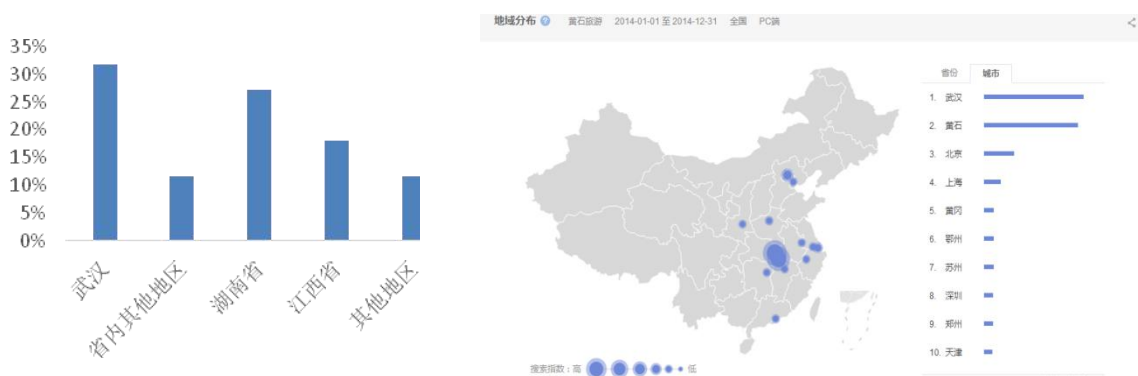 35%
30%
25%
20%
15%
10%
5%
0%
武汉
省内其他地区
湖南省
江西省
其他地区
地域分布 ? 黄石旅游 2014-01-01 至 2014-12-31 全国 PC端
省份 城市
1. 武汉
2. 黄石
3. 北京
4. 上海
5. 黄冈
6. 鄂州
7. 苏州
8. 深圳
9. 郑州
10. 天津
搜索指数：高 低